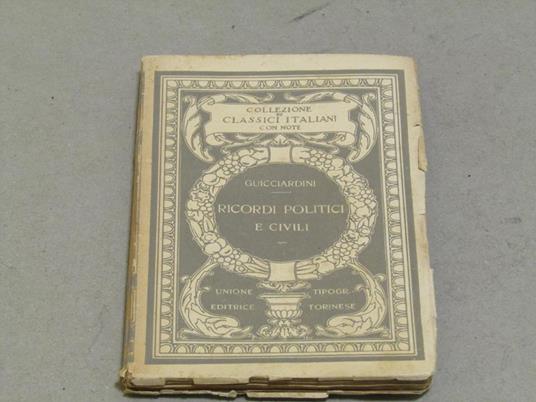 COLLEZIONE
DI
CLASSICI ITALIANI
CON NOTE
GUICCIARDINI
RICORDI POLITICI
E CIVILI
UNIONE TIPOGR.
EDITRICE TORINESE